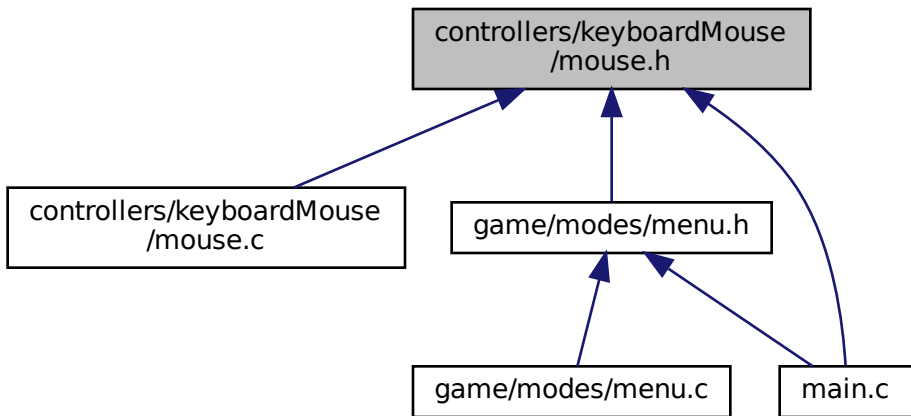 controllers/keyboardMouse
/mouse.h
controllers/keyboardMouse
/mouse.c
game/modes/menu.h
game/modes/menu.c
main.c